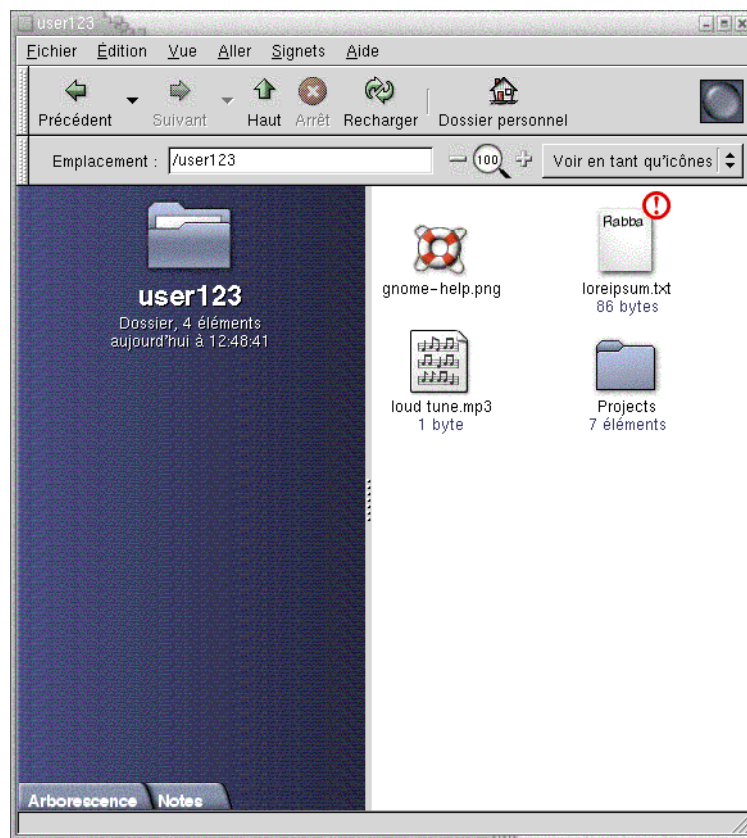 user123
Fichier Édition Vue Aller Signets Aide
Précédent Suivant Haut Arrêt Recharger Dossier personnel
Emplacement : /user123 100 Voir en tant qu'icônes
user123
Dossier, 4 éléments
aujourd'hui à 12:48:41
gnome-help.png
Rabba
loreipsum.txt
86 bytes
loud tune.mp3
1 byte
Projects
7 éléments
Arborescence Notes